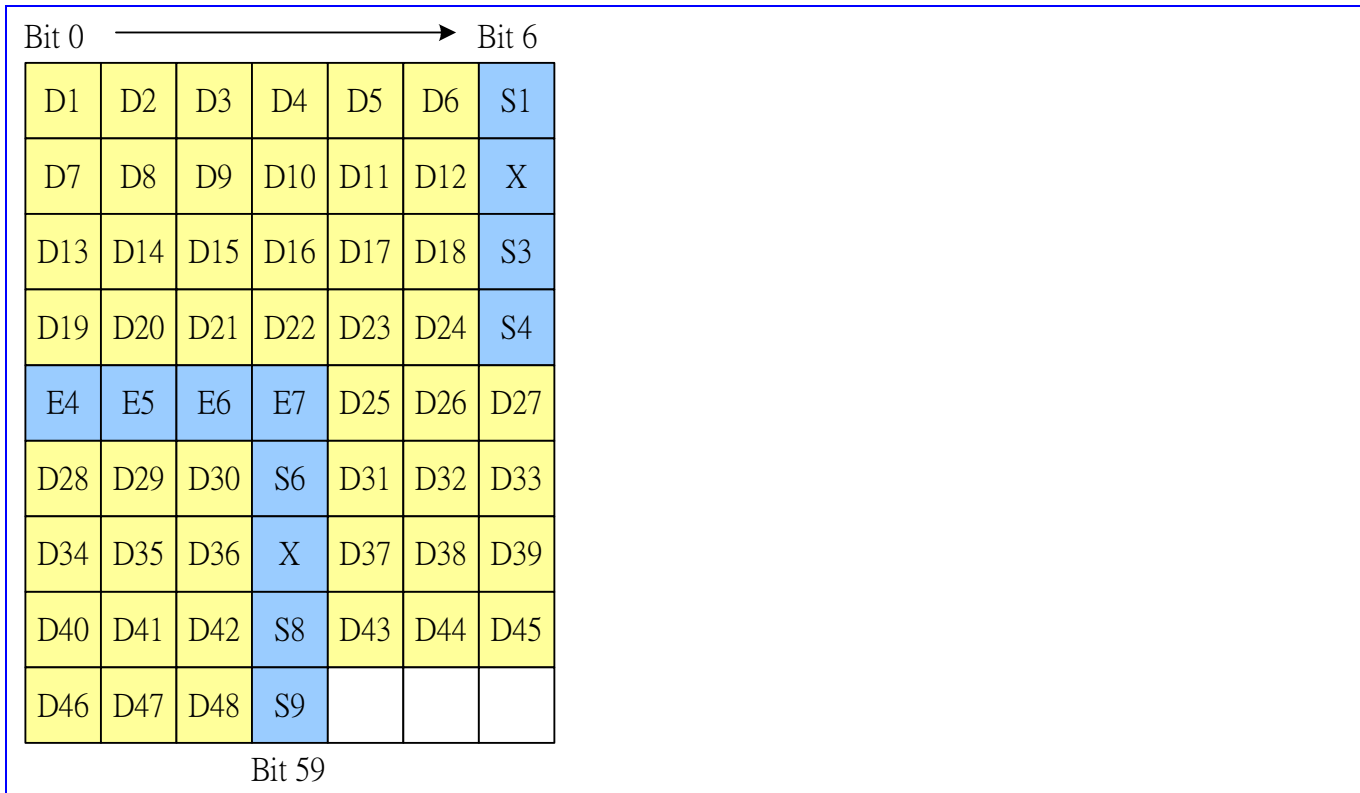 Bit 0 Bit 6
D1 D2 D3 D4 D5 D6 S1
D7 D8 D9 D10 D11 D12 X
D13 D14 D15 D16 D17 D18 S3
D19 D20 D21 D22 D23 D24 S4
E4 E5 E6 E7 D25 D26 D27
D28 D29 D30 S6 D31 D32 D33
D34 D35 D36 X D37 D38 D39
D40 D41 D42 S8 D43 D44 D45
D46 D47 D48 S9
Bit 59